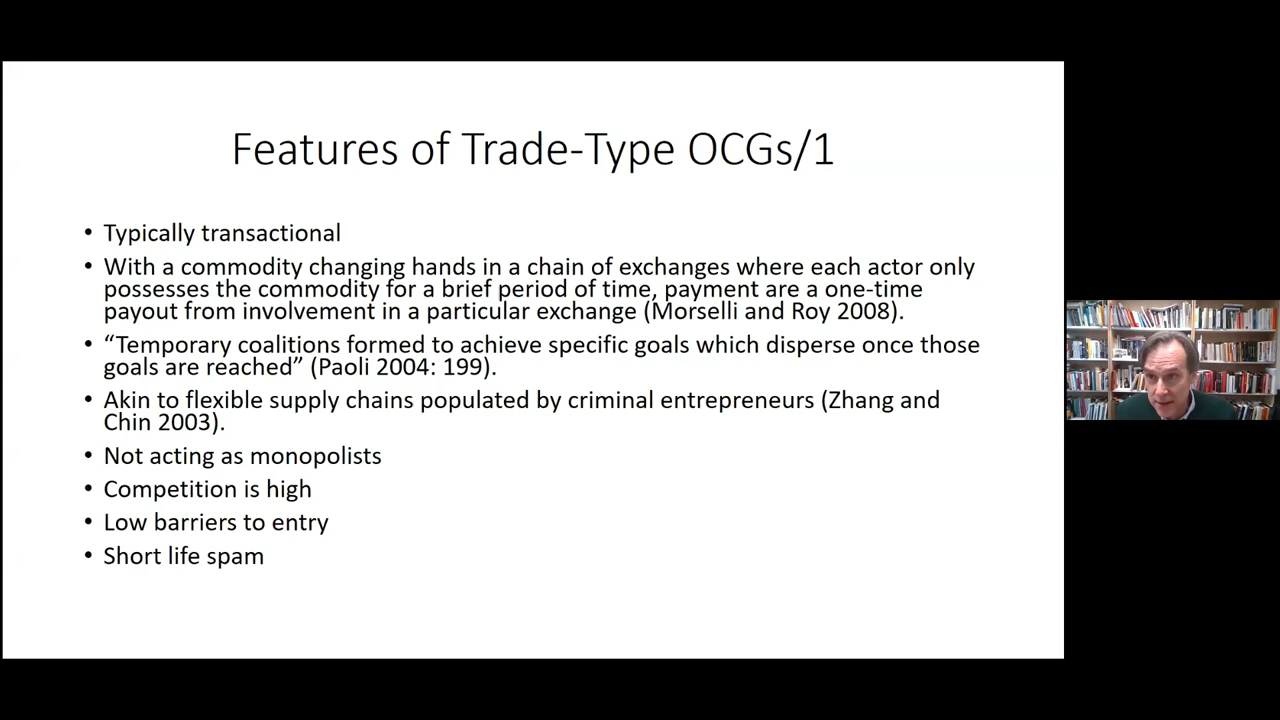 Features of Trade-Type OCGs/1
• Typically transactional
• With a commodity changing hands in a chain of exchanges where each actor only
possesses the commodity for a brief period of time, payment are a one-time
payout from involvement in a particular exchange (Morselli and Roy 2008).
• “Temporary coalitions formed to achieve specific goals which disperse once those
goals are reached” (Paoli 2004: 199).
• Akin to flexible supply chains populated by criminal entrepreneurs (Zhang and
Chin 2003).
• Not acting as monopolists
• Competition is high
• Low barriers to entry
• Short life spam